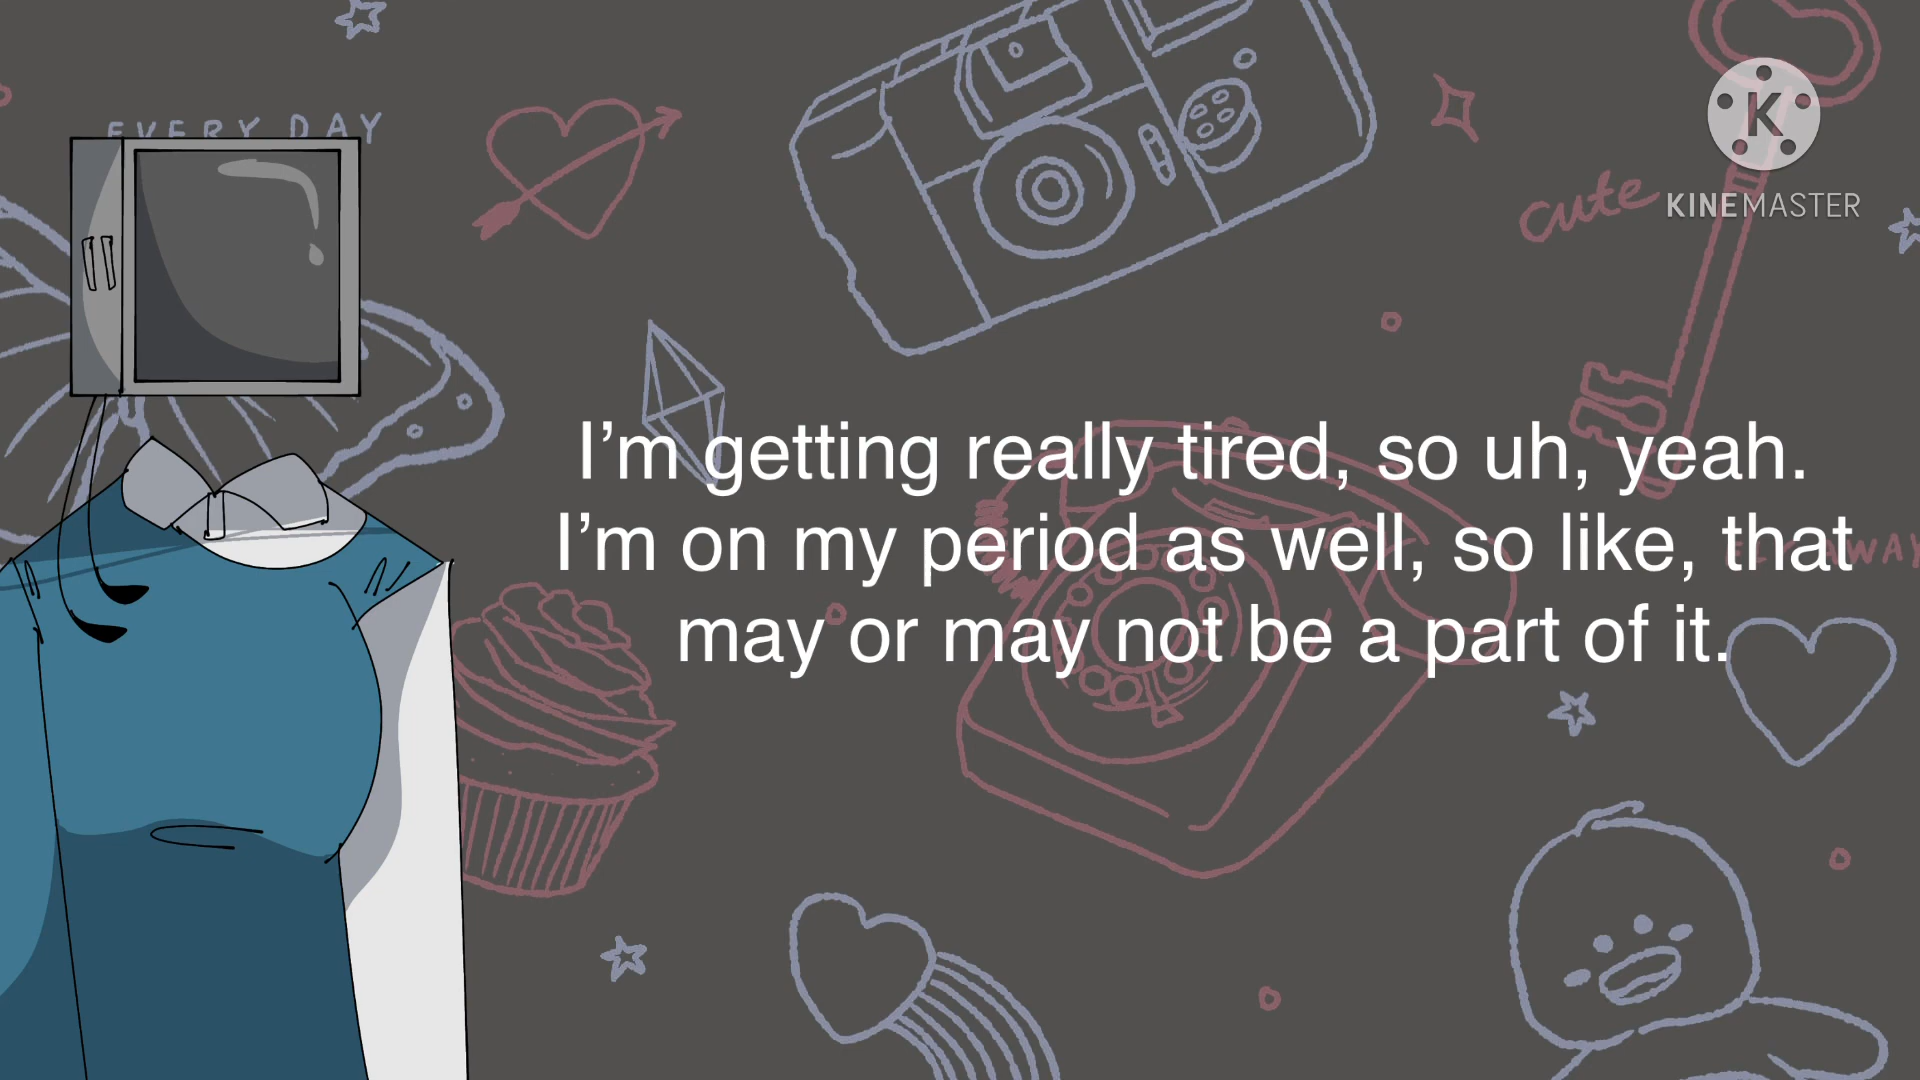 EVERY DAY
K
KINEMASTER
cute
I'm getting really tired, so uh, yeah.
I'm on my period as well, so like, that
may or may not be a part of it.
AWAY